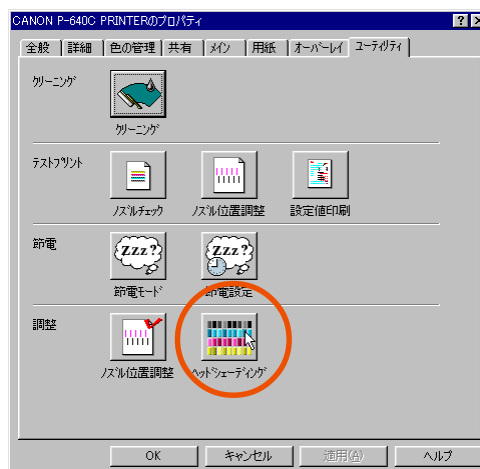 CANON P-640C PRINTERのプロパティ
全般 詳細 色の管理 共有 ﾒｲﾝ 用紙 ｵｰﾊﾞｰﾚｲ ﾕｰﾃｨﾘﾃｨ
ｸﾘｰﾆﾝｸﾞ
ｸﾘｰﾆﾝｸﾞ
ﾃｽﾄﾌﾟﾘﾝﾄ
ﾉｽﾞﾙﾁｪｯｸ ﾉｽﾞﾙ位置調整 設定値印刷
節電
Zzz? Zzz?
節電ﾓｰﾄﾞ 節電設定
調整
ﾉｽﾞﾙ位置調整 ﾍｯﾄﾞｼｪｰﾃﾞｨﾝｸﾞ
OK キャンセル 適用(A) ヘルプ